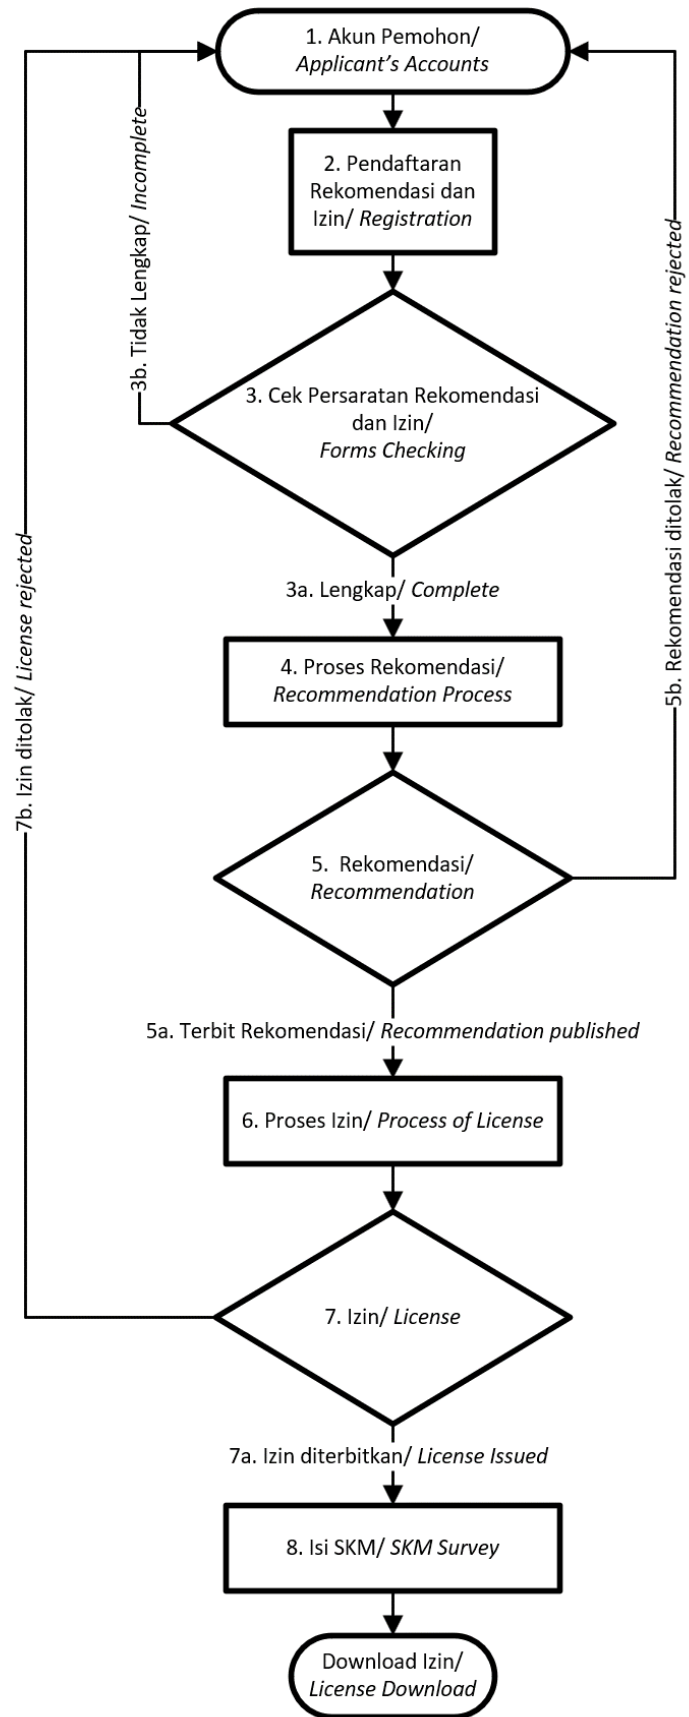 1. Akun Pemohon/
Applicant's Accounts
2. Pendaftaran
Rekomendasi dan
Izin/ Registration
3b. Tidak Lengkap/ Incomplete
3. Cek Persaratan Rekomendasi
dan Izin/
Forms Checking
3a. Lengkap/ Complete
4. Proses Rekomendasi/
Recommendation Process
5b. Rekomendasi ditolak/ Recommendation rejected
7b. Izin ditolak/ License rejected
5. Rekomendasi/
Recommendation
5a. Terbit Rekomendasi/ Recommendation published
6. Proses Izin/ Process of License
7. Izin/ License
7a. Izin diterbitkan/ License Issued
8. Isi SKM/ SKM Survey
Download Izin/
License Download